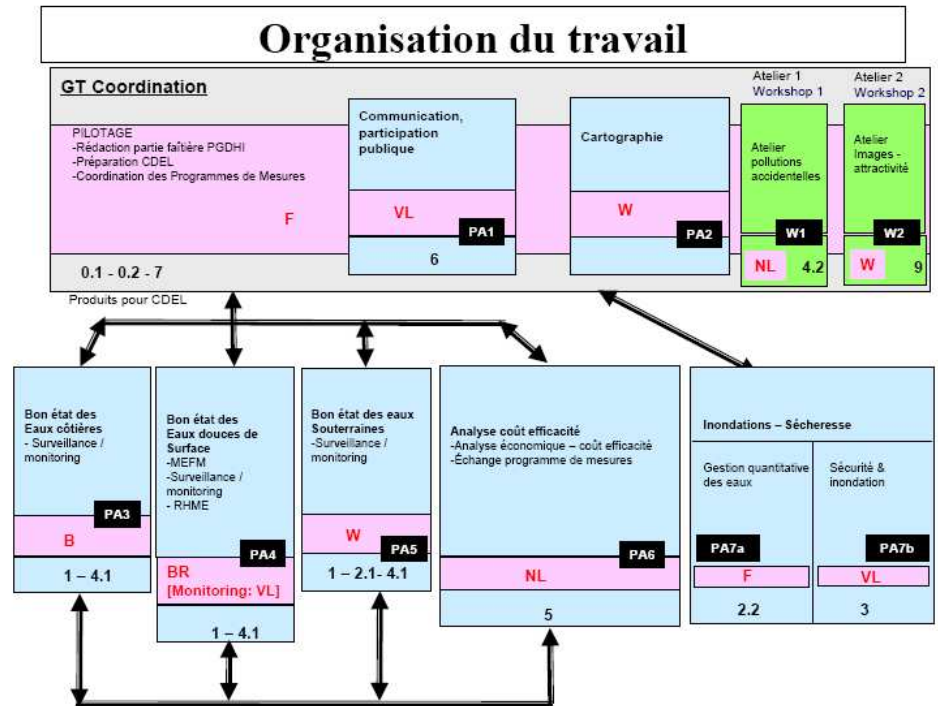 Organisation du travail
GT Coordination
PILOTAGE
-Rédaction partie faîtière PGDHI
-Préparation CDEL
-Coordination des Programmes de Mesures
F
0.1 - 0.2 - 7
Communication,
participation
publique
VL
PA1
6
Cartographie
W
PA2
Atelier 1
Workshop 1
Atelier
pollutions
accidentelles
W1
NL
4.2
Atelier 2
Workshop 2
Atelier
Images -
attractivité
W2
W
9
Produits pour CDEL
Bon état des
Eaux côtières
- Surveillance /
monitoring
PA3
B
1 – 4.1
Bon état des
Eaux douces de
Surface
-MEFM
-Surveillance /
monitoring
- RHME
PA4
BR
[Monitoring: VL]
1 – 4.1
Bon état des eaux
Souterraines
-Surveillance /
monitoring
W
PA5
1 – 2.1- 4.1
Analyse coût efficacité
-Analyse économique – coût efficacité
-Échange programme de mesures
PA6
NL
5
Inondations – Sécheresse
Gestion quantitative
des eaux
PA7a
F
2.2
Sécurité &
inondation
PA7b
VL
3